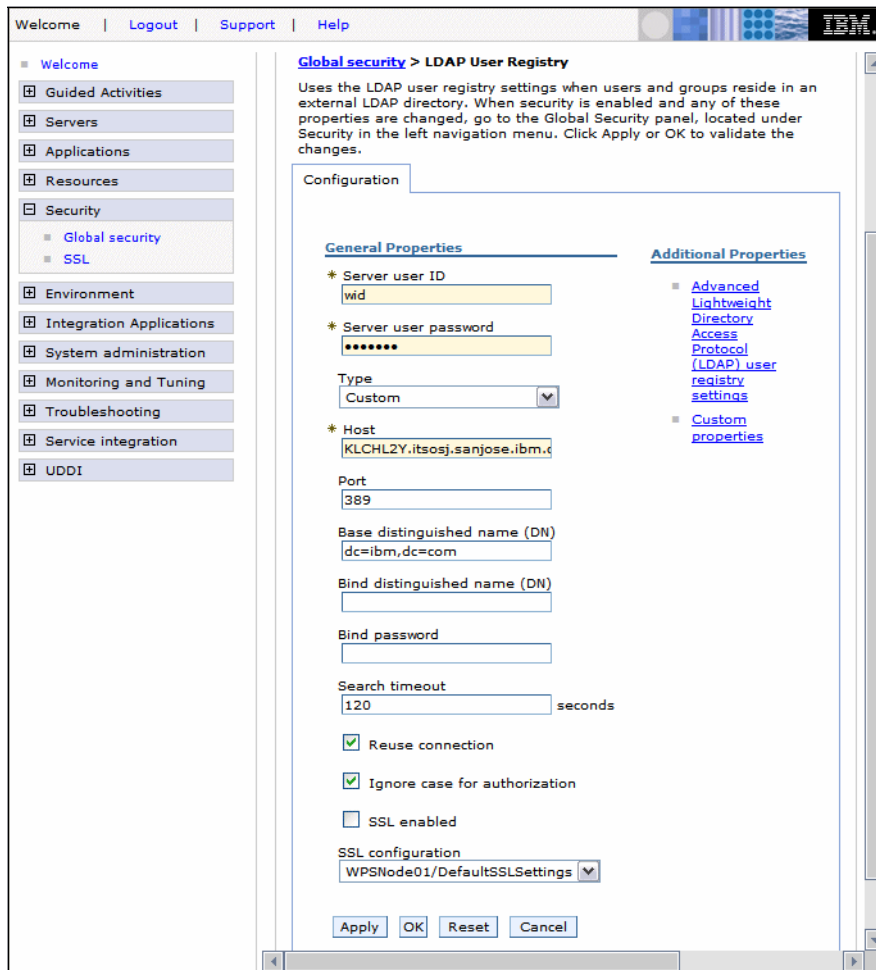 Welcome | Logout | Support | Help
IBM.
Welcome
Guided Activities
Servers
Applications
Resources
Security
Global security
SSL
Environment
Integration Applications
System administration
Monitoring and Tuning
Troubleshooting
Service integration
UDDI
Global security > LDAP User Registry
Uses the LDAP user registry settings when users and groups reside in an
external LDAP directory. When security is enabled and any of these
properties are changed, go to the Global Security panel, located under
Security in the left navigation menu. Click Apply or OK to validate the
changes.
Configuration
General Properties
* Server user ID
wid
* Server user password
•••••••
Type
Custom
* Host
KLCHL2Y.itsosj.sanjose.ibm.c
Port
389
Base distinguished name (DN)
dc=ibm,dc=com
Bind distinguished name (DN)
Bind password
Search timeout
120 seconds
Reuse connection
Ignore case for authorization
SSL enabled
SSL configuration
WPSNode01/DefaultSSLSettings
Apply OK Reset Cancel
Additional Properties
Advanced
Lightweight
Directory
Access
Protocol
(LDAP) user
registry
settings
Custom
properties